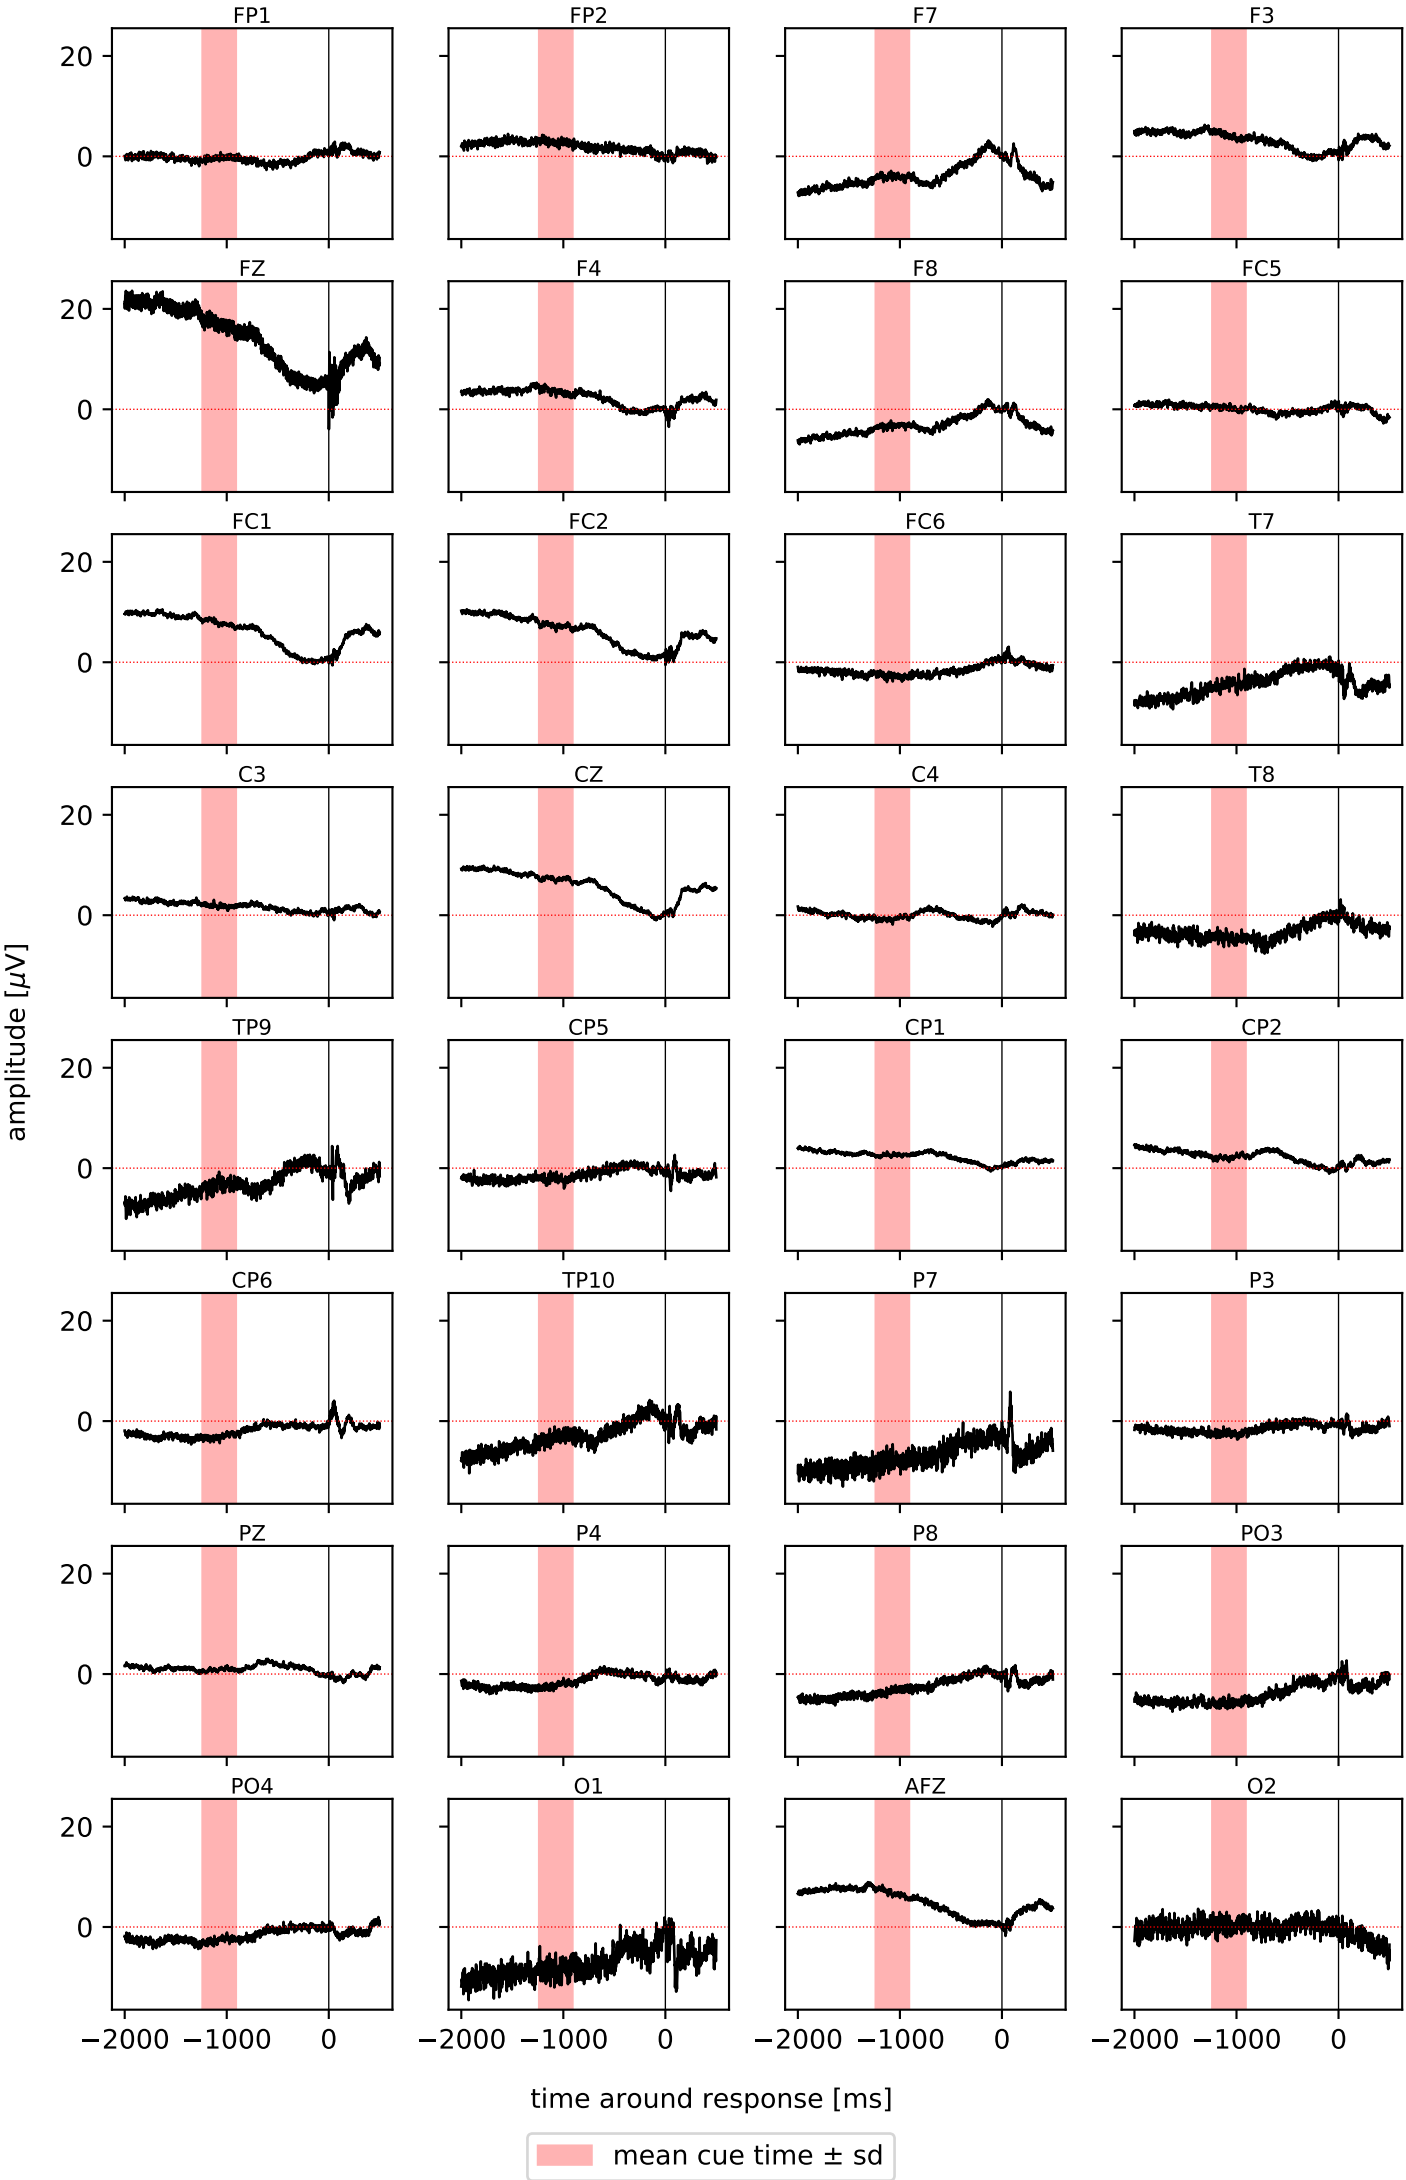 FP1 FP2 F7 F3
20
0
FZ F4 F8 FC5
20
0
FC1 FC2 FC6 T7
20
0
C3 CZ C4 T8
20
0
TP9 CP5 CP1 CP2
20
0
CP6 TP10 P7 P3
20
0
PZ P4 P8 PO3
20
0
PO4 O1 AFZ O2
20
0
−2000 −1000 0 −2000 −1000 0 −2000 −1000 0 −2000 −1000 0
amplitude [μV]
time around response [ms]
mean cue time ± sd